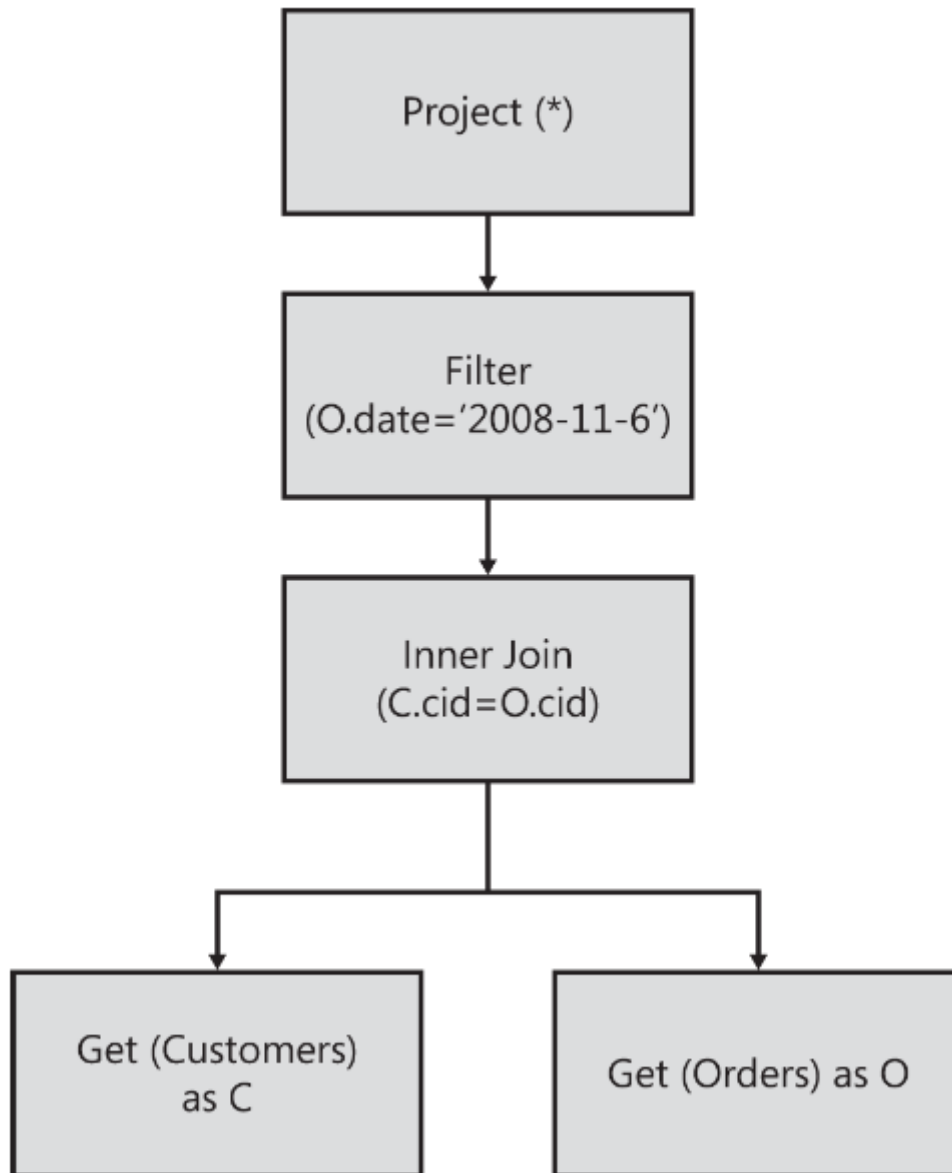 Project (*)
Filter
(O.date=‘2008-11-6’)
Inner Join
(C.cid=O.cid)
Get (Customers)
as C
Get (Orders) as O